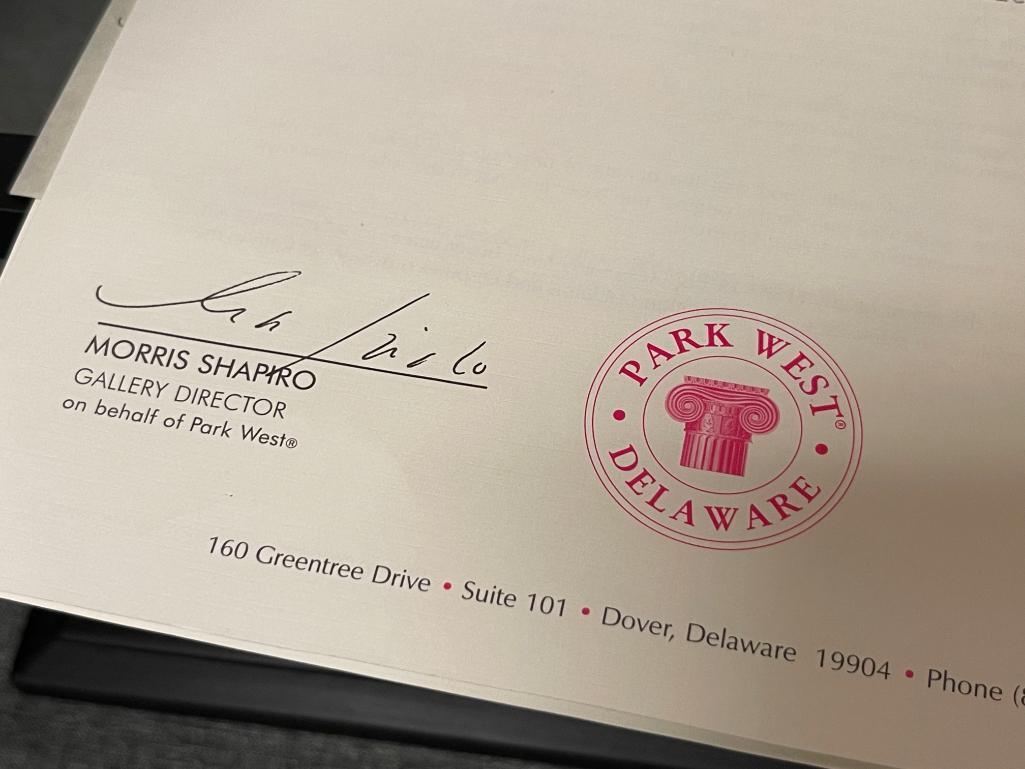 MORRIS SHAPIRO
GALLERY DIRECTOR
on behalf of Park West®
PARK WEST®
DELAWARE
160 Greentree Drive • Suite 101 • Dover, Delaware 19904 • Phone (